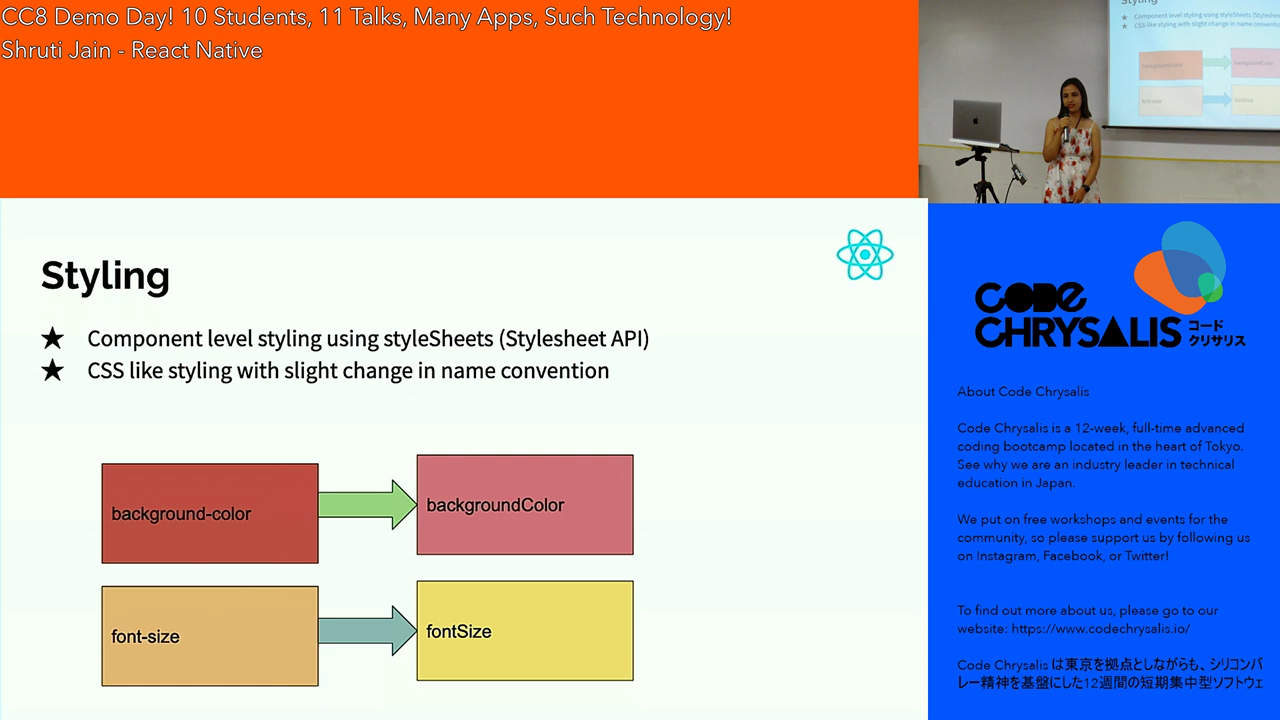 CC8 Demo Day! 10 Students, 11 Talks, Many Apps, Such Technology!
Shruti Jain - React Native
Styling
★ Component level styling using styleSheets (Stylesheet API)
★ CSS like styling with slight change in name convention
background-color
backgroundColor
font-size
fontSize
CODE
CHRYSALIS
コード
クリサリス
About Code Chrysalis
Code Chrysalis is a 12-week, full-time advanced
coding bootcamp located in the heart of Tokyo.
See why we are an industry leader in technical
education in Japan.
We put on free workshops and events for the
community, so please support us by following us
on Instagram, Facebook, or Twitter!
To find out more about us, please go to our
website: https://www.codechrysalis.io/
Code Chrysalis は東京を拠点としながらも、シリコンバ
レー精神を基盤にした12週間の短期集中型ソフトウェ